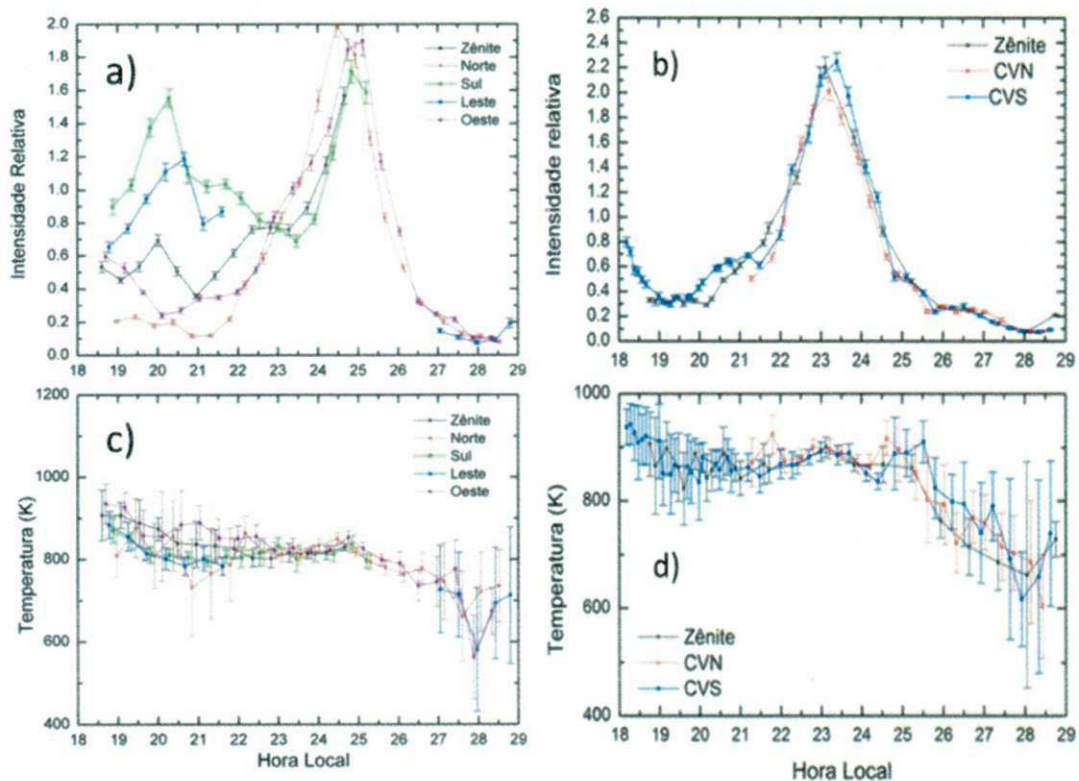 a)
Zênite
Norte
Sul
Leste
Oeste
Intensidade Relativa
2.0
1.8
1.6
1.4
1.2
1.0
0.8
0.6
0.4
0.2
0.0
18 19 20 21 22 23 24 25 26 27 28 29
b)
Zênite
CVN
CVS
Intensidade relativa
2.6
2.4
2.2
2.0
1.8
1.6
1.4
1.2
1.0
0.8
0.6
0.4
0.2
0.0
18 19 20 21 22 23 24 25 26 27 28 29
c)
Zênite
Norte
Sul
Leste
Oeste
Temperatura (K)
1200
1000
800
600
400
18 19 20 21 22 23 24 25 26 27 28 29
Hora Local
d)
Zênite
CVN
CVS
Temperatura (K)
1000
800
600
400
18 19 20 21 22 23 24 25 26 27 28 29
Hora Local